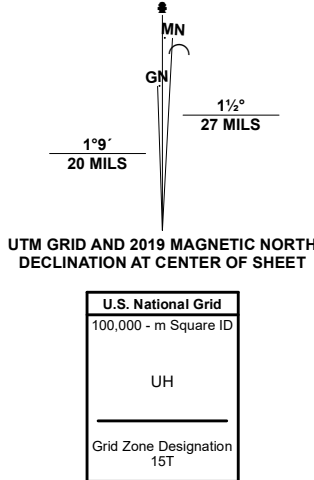 MN
GN
1½°
27 MILS
1°9´
20 MILS
UTM GRID AND 2019 MAGNETIC NORTH
DECLINATION AT CENTER OF SHEET
U.S. National Grid
100,000 - m Square ID
UH
Grid Zone Designation
15T